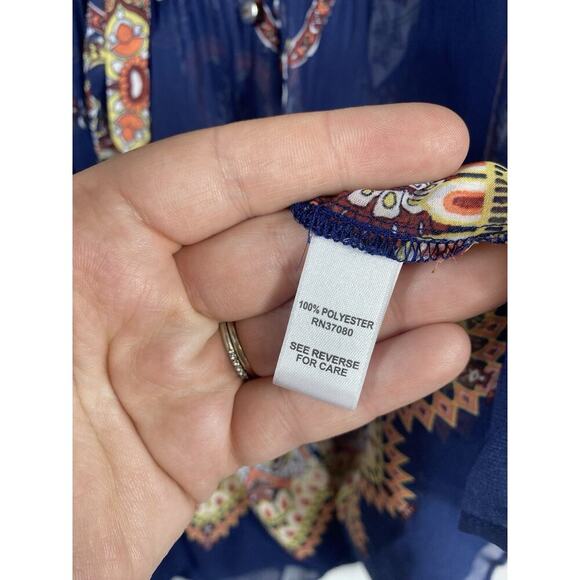 100% POLYESTER
RN37080
SEE REVERSE
FOR CARE